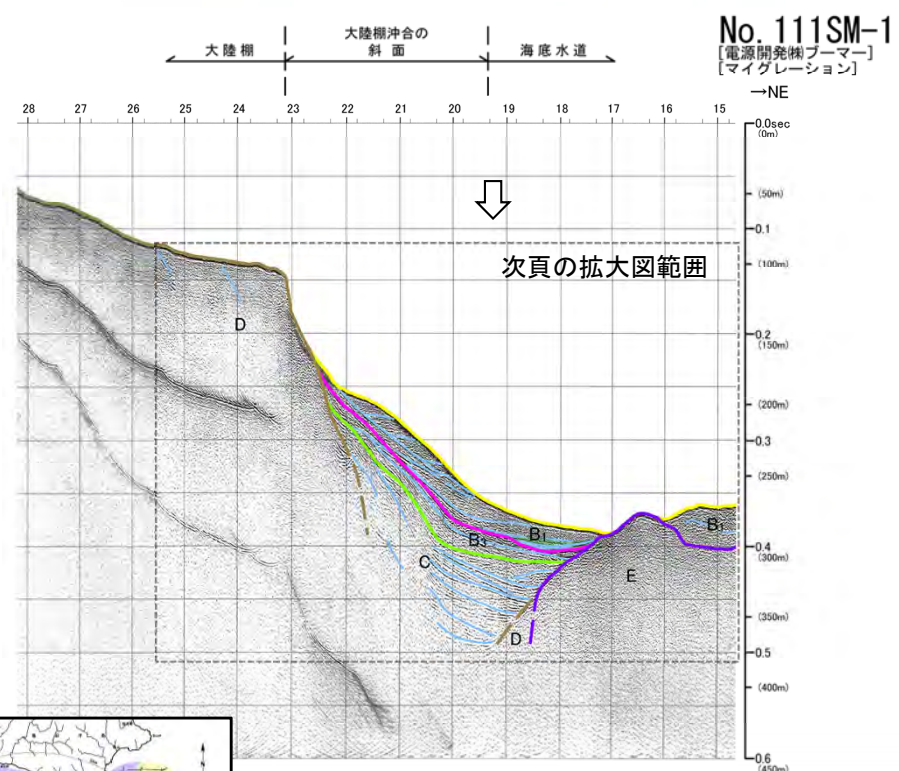 No. 111SM-1
[電源開発㈱ブーマー]
[マイグレーション]
→NE
大陸棚
大陸棚沖合の
斜面
海底水道
28 27 26 25 24 23 22 21 20 19 18 17 16 15
0.0sec
(0m)
(50m)
0.1
次頁の拡大図範囲
(100m)
D
0.2
(150m)
(200m)
0.3
(250m)
B1
B1
B3
0.4
(300m)
C
E
(350m)
D
0.5
(400m)
0.6
(450m)